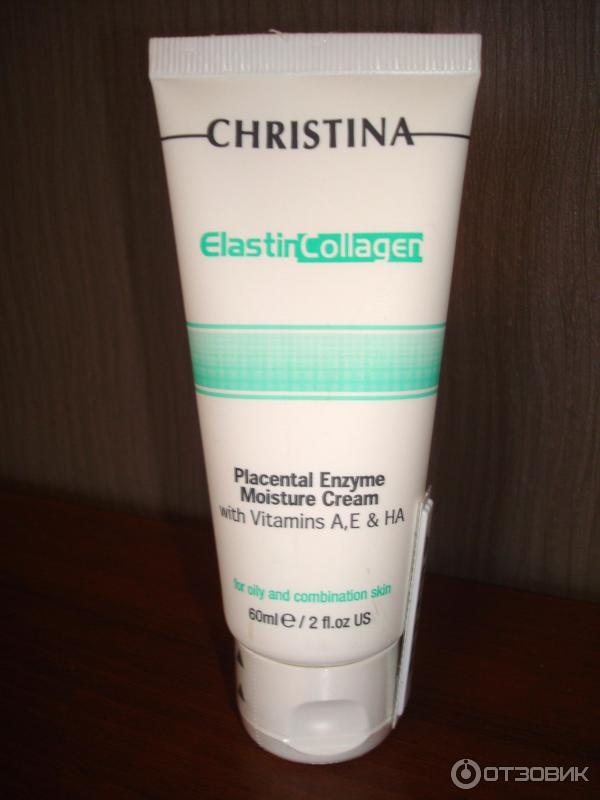 CHRISTINA
ElastinCollagen
Placental Enzyme
Moisture Cream
with Vitamins A,E & HA
for oily and combination skin
60ml e / 2 fl.oz US
ОТЗОВИК